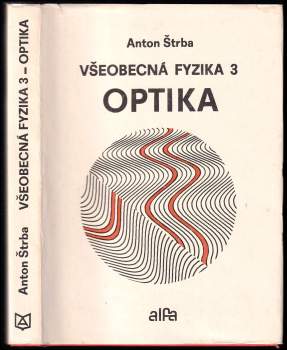 Anton Štrba
VŠEOBECNÁ FYZIKA 3
OPTIKA
alfa
Anton Štrba VŠEOBECNÁ FYZIKA 3 – OPTIKA